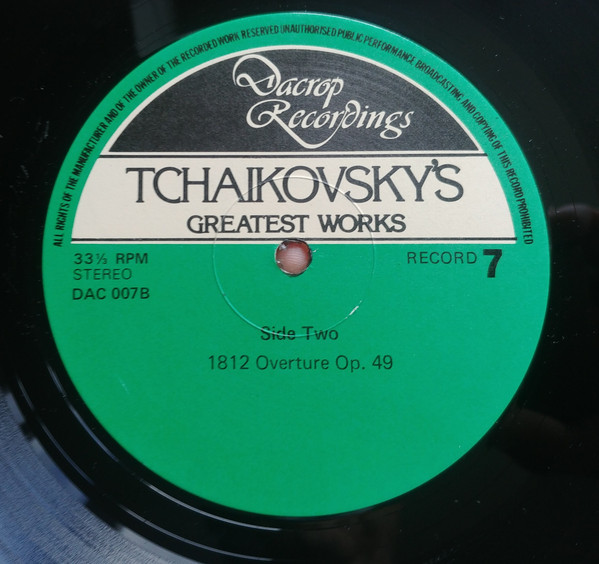 ALL RIGHTS OF THE MANUFACTURER AND OF THE OWNER OF THE RECORDED WORK RESERVED UNAUTHORISED PUBLIC PERFORMANCE BROADCASTING AND COPYING OF THIS RECORD PROHIBITED
Dacrop
Recordings
TCHAIKOVSKY'S
GREATEST WORKS
33⅓ RPM
STEREO
DAC 007B
RECORD 7
Side Two
1812 Overture Op. 49